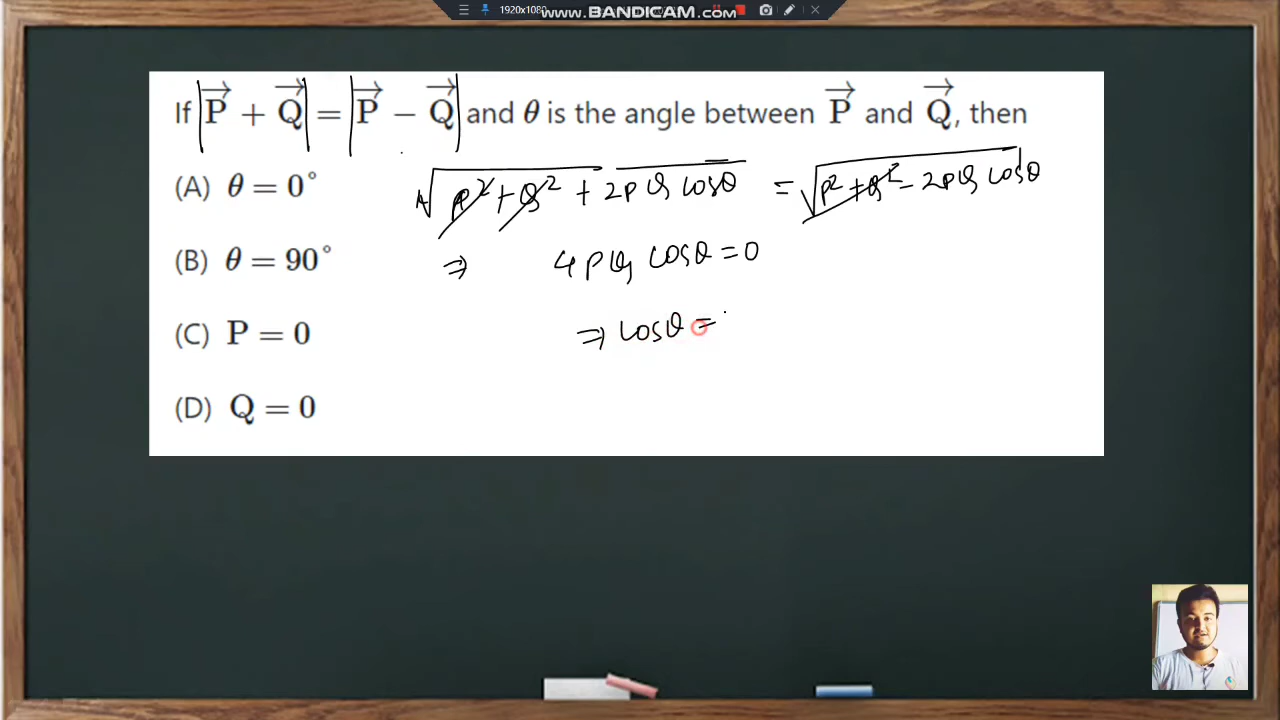 1920x1080
www.BANDICAM.com
If |P⃗ + Q⃗| = |P⃗ − Q⃗| and θ is the angle between P⃗ and Q⃗, then
(A) θ = 0°
√P² + Q² + 2PQ cosθ = √P² + Q² − 2PQ cosθ
(B) θ = 90°
⇒ 4PQ cosθ = 0
(C) P = 0
⇒ cosθ =
(D) Q = 0